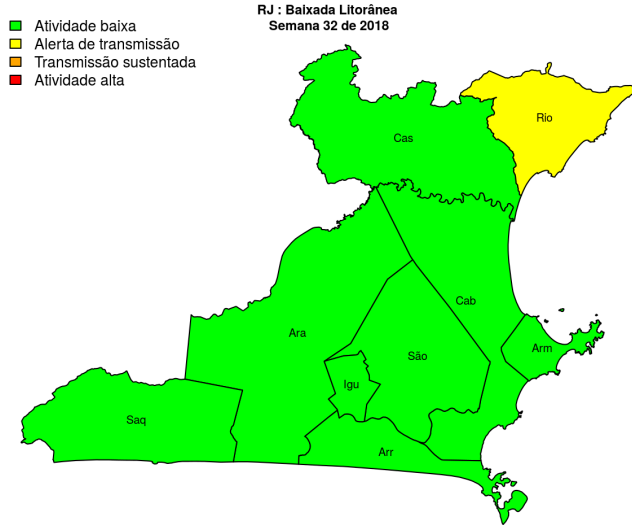 RJ : Baixada Litorânea
Semana 32 de 2018
Atividade baixa
Alerta de transmissão
Transmissão sustentada
Atividade alta
Rio
Cas
Cab
Ara
Arm
São
Igu
Saq
Arr